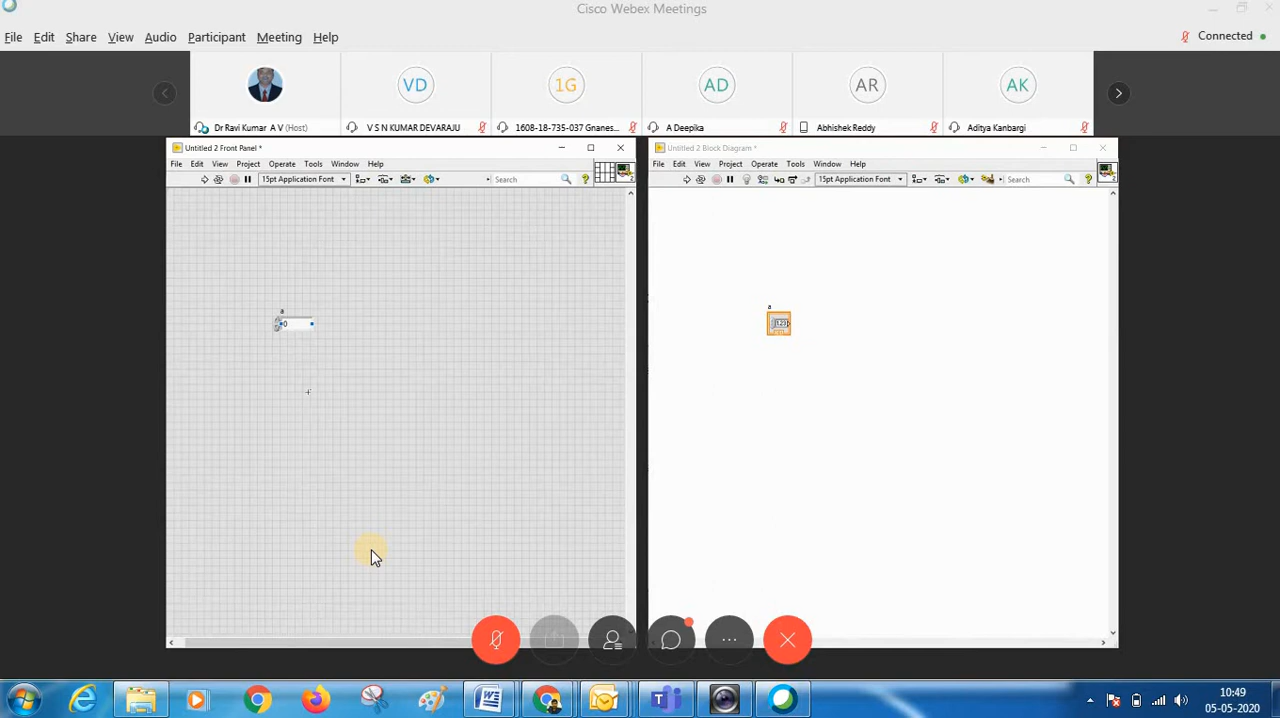 Cisco Webex Meetings
File Edit Share View Audio Participant Meeting Help
Connected
VD
1G
AD
AR
AK
Dr Ravi Kumar A V (Host)
V S N KUMAR DEVARAJU
1608-18-735-037 Gnanes...
A Deepika
Abhishek Reddy
Aditya Kanbargi
Untitled 2 Front Panel *
File Edit View Project Operate Tools Window Help
15pt Application Font
Search
a
0
Untitled 2 Block Diagram *
File Edit View Project Operate Tools Window Help
15pt Application Font
Search
a
123
10:49
05-05-2020